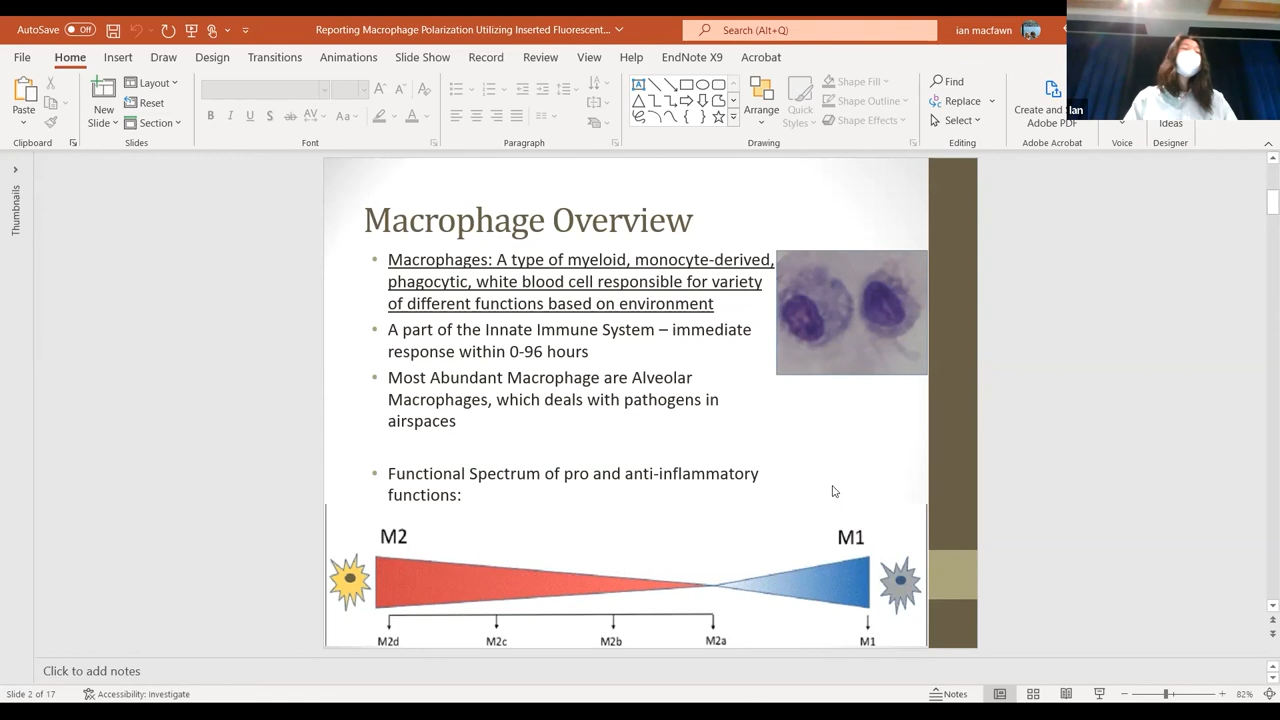 AutoSave Off
Reporting Macrophage Polarization Utilizing Inserted Fluorescent...
Search (Alt+Q)
ian macfawn
File Home Insert Draw Design Transitions Animations Slide Show Record Review View Help EndNote X9 Acrobat
Paste
Clipboard
New
Slide
Layout
Reset
Section
Slides
Font
Paragraph
Arrange
Quick
Styles
Shape Fill
Shape Outline
Shape Effects
Drawing
Find
Replace
Select
Editing
Create and
Adobe PDF
Adobe Acrobat
Ian
Voice
Ideas
Designer
Thumbnails
Macrophage Overview
• Macrophages: A type of myeloid, monocyte-derived,
phagocytic, white blood cell responsible for variety
of different functions based on environment
• A part of the Innate Immune System – immediate
response within 0-96 hours
• Most Abundant Macrophage are Alveolar
Macrophages, which deals with pathogens in
airspaces
• Functional Spectrum of pro and anti-inflammatory
functions:
M2 M1
M2d M2c M2b M2a M1
Click to add notes
Slide 2 of 17 Accessibility: Investigate Notes 82%